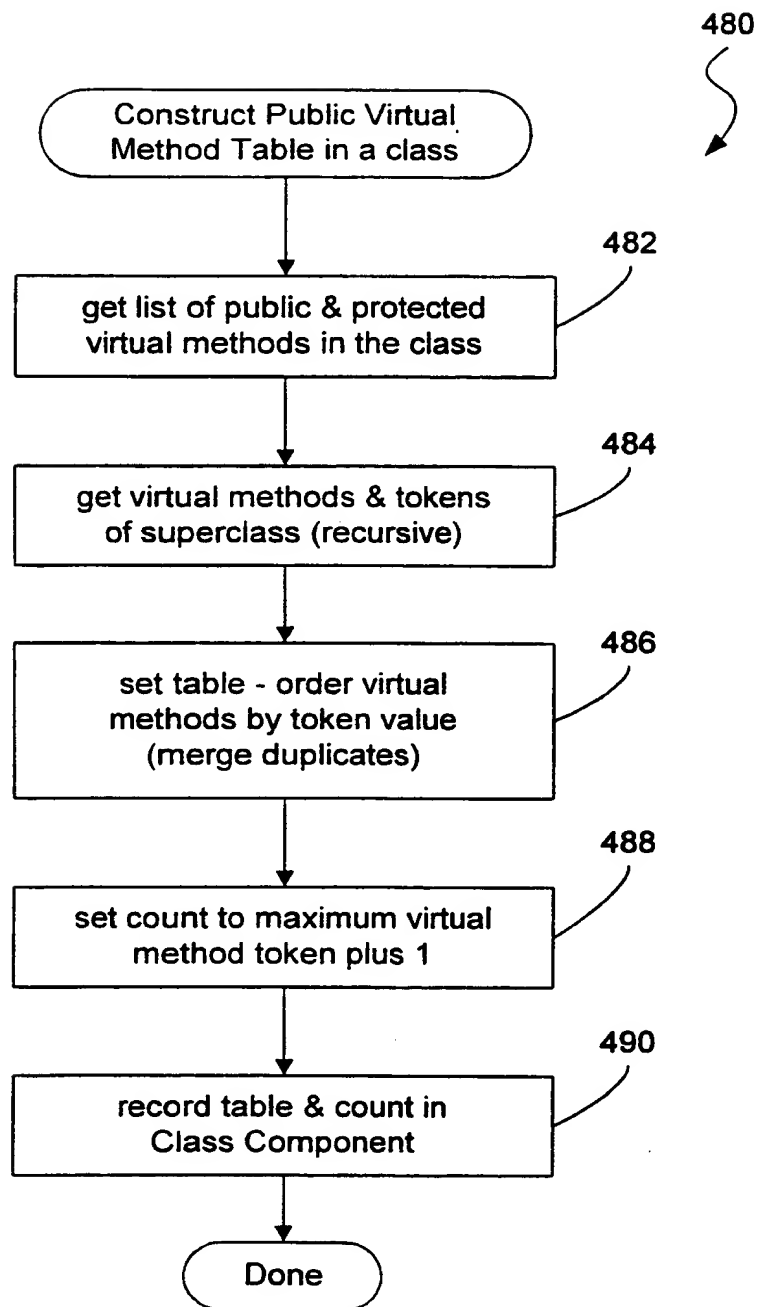 480
Construct Public Virtual
Method Table in a class
482
get list of public & protected
virtual methods in the class
484
get virtual methods & tokens
of superclass (recursive)
486
set table - order virtual
methods by token value
(merge duplicates)
488
set count to maximum virtual
method token plus 1
490
record table & count in
Class Component
Done